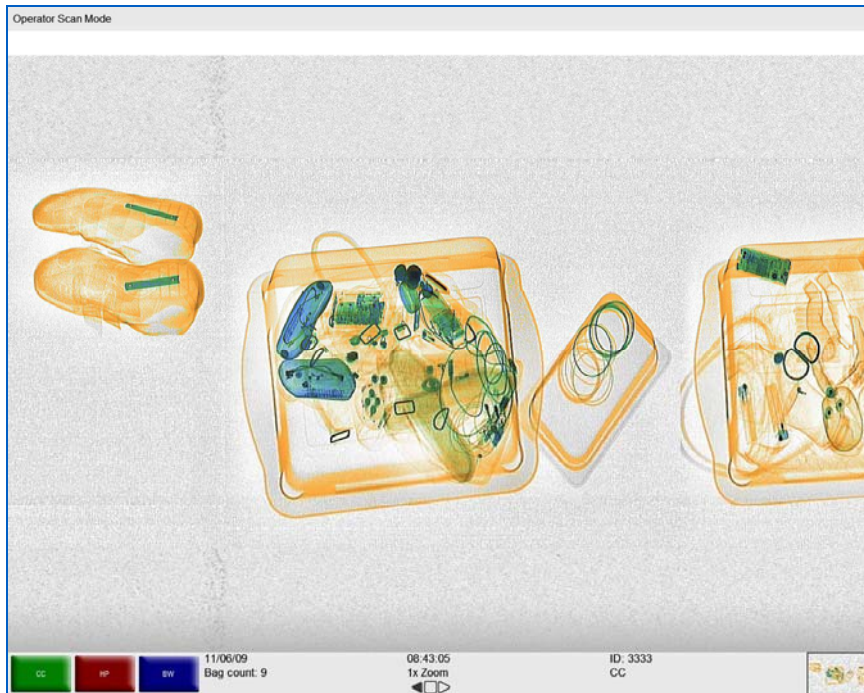 Operator Scan Mode
CC
HP
BW
11/06/09
Bag count: 9
08:43:05
1x Zoom
ID: 3333
CC